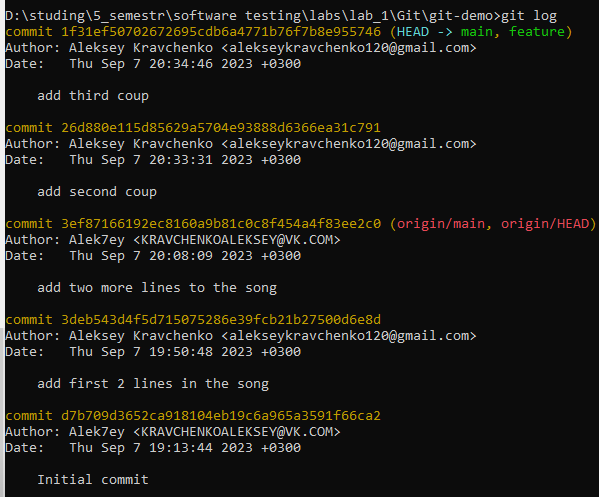 D:\studing\5_semestr\software testing\labs\lab_1\Git\git-demo>git log
commit 1f31ef50702672695cdb6a4771b76f7b8e955746 (HEAD -> main, feature)
Author: Aleksey Kravchenko <alekseykravchenko120@gmail.com>
Date:   Thu Sep 7 20:34:46 2023 +0300
add third coup
commit 26d880e115d85629a5704e93888d6366ea31c791
Author: Aleksey Kravchenko <alekseykravchenko120@gmail.com>
Date:   Thu Sep 7 20:33:31 2023 +0300
add second coup
commit 3ef87166192ec8160a9b81c0c8f454a4f83ee2c0 (origin/main, origin/HEAD)
Author: Alek7ey <KRAVCHENKOALEKSEY@VK.COM>
Date:   Thu Sep 7 20:08:09 2023 +0300
add two more lines to the song
commit 3deb543d4f5d715075286e39fcb21b27500d6e8d
Author: Aleksey Kravchenko <alekseykravchenko120@gmail.com>
Date:   Thu Sep 7 19:50:48 2023 +0300
add first 2 lines in the song
commit d7b709d3652ca918104eb19c6a965a3591f66ca2
Author: Alek7ey <KRAVCHENKOALEKSEY@VK.COM>
Date:   Thu Sep 7 19:13:44 2023 +0300
Initial commit